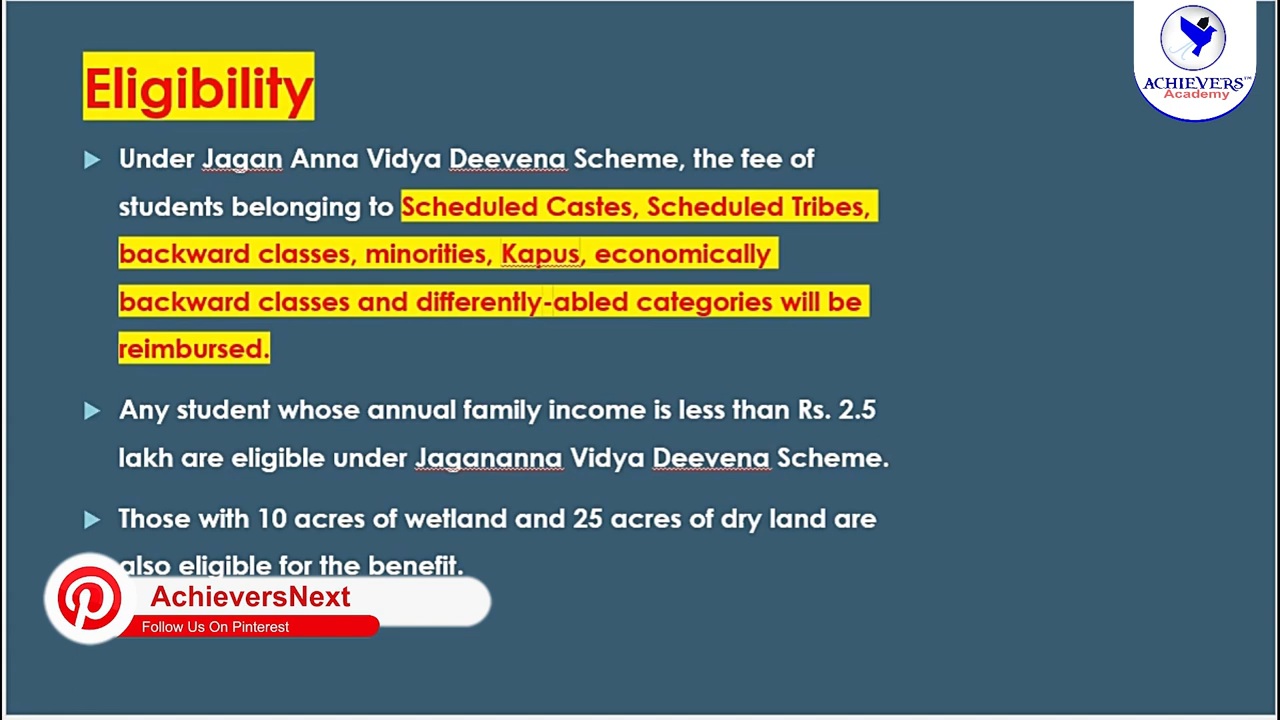 Eligibility
Under Jagan Anna Vidya Deevena Scheme, the fee of
students belonging to Scheduled Castes, Scheduled Tribes,
backward classes, minorities, Kapus, economically
backward classes and differently-abled categories will be
reimbursed.
Any student whose annual family income is less than Rs. 2.5
lakh are eligible under Jagananna Vidya Deevena Scheme.
Those with 10 acres of wetland and 25 acres of dry land are
also eligible for the benefit.
AchieversNext
Follow Us On Pinterest
ACHIEVERS™
Academy